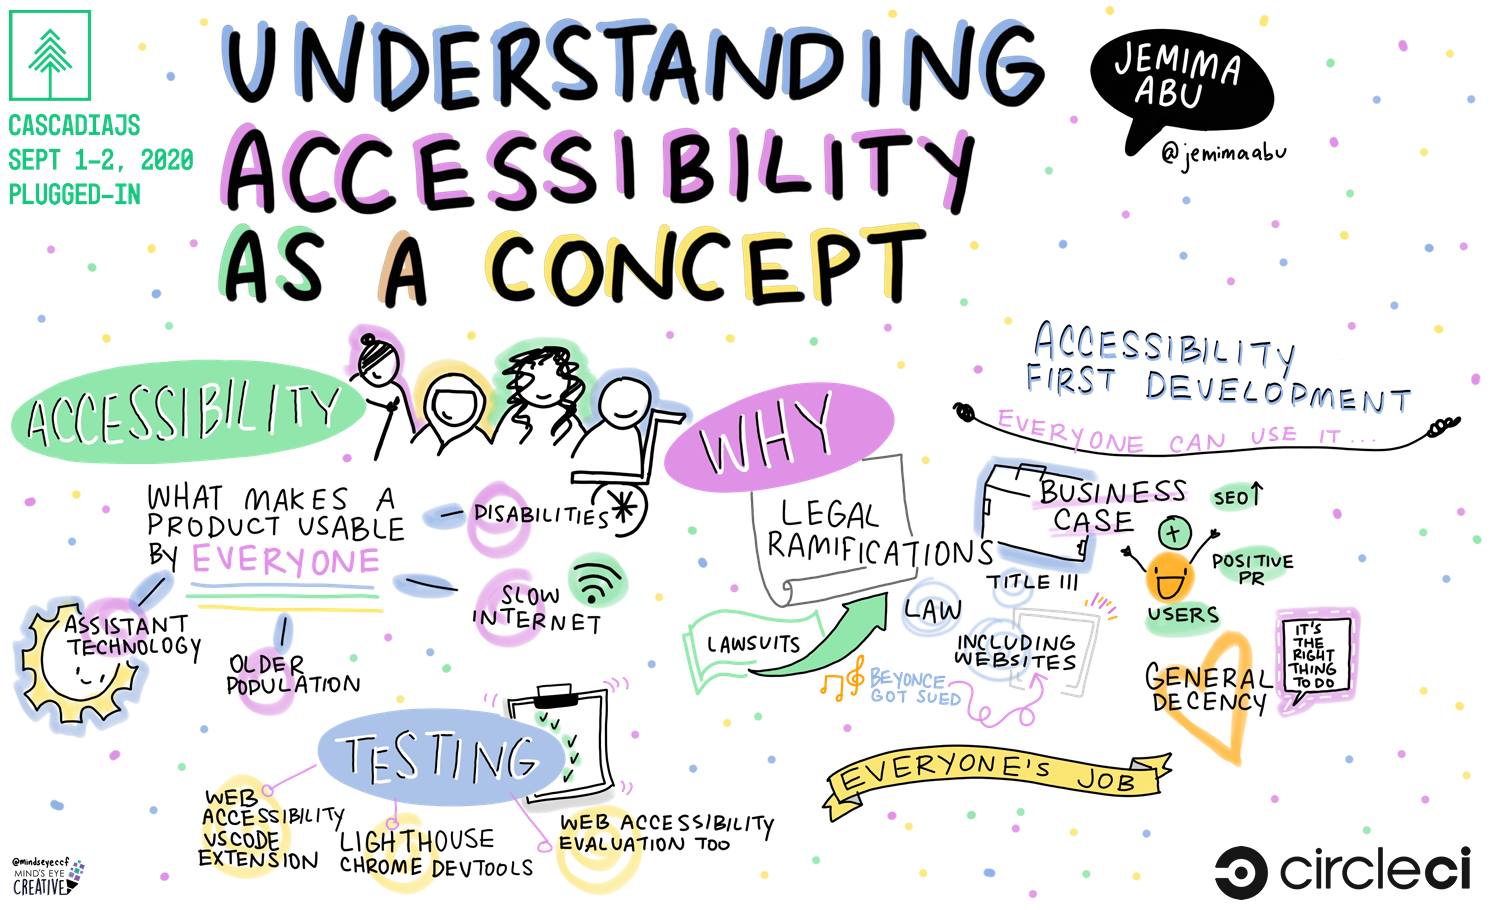 CASCADIAJS
SEPT 1-2, 2020
PLUGGED-IN
UNDERSTANDING
ACCESSIBILITY
AS A CONCEPT
JEMIMA
ABU
@jemimaabu
ACCESSIBILITY
WHAT MAKES A
PRODUCT USABLE
BY EVERYONE
DISABILITIES
SLOW
INTERNET
ASSISTANT
TECHNOLOGY
OLDER
POPULATION
WHY
LEGAL
RAMIFICATIONS
LAWSUITS
LAW
TITLE III
INCLUDING
WEBSITES
BEYONCE
GOT SUED
ACCESSIBILITY
FIRST DEVELOPMENT
EVERYONE CAN USE IT...
BUSINESS
CASE
SEO↑
+
POSITIVE
PR
USERS
GENERAL
DECENCY
IT'S
THE
RIGHT
THING
TO DO
EVERYONE'S JOB
TESTING
WEB
ACCESSIBILITY
VSCODE
EXTENSION
LIGHTHOUSE
CHROME DEVTOOLS
WEB ACCESSIBILITY
EVALUATION TOO
@mindseyeccf
MIND'S EYE
CREATIVE
circleci